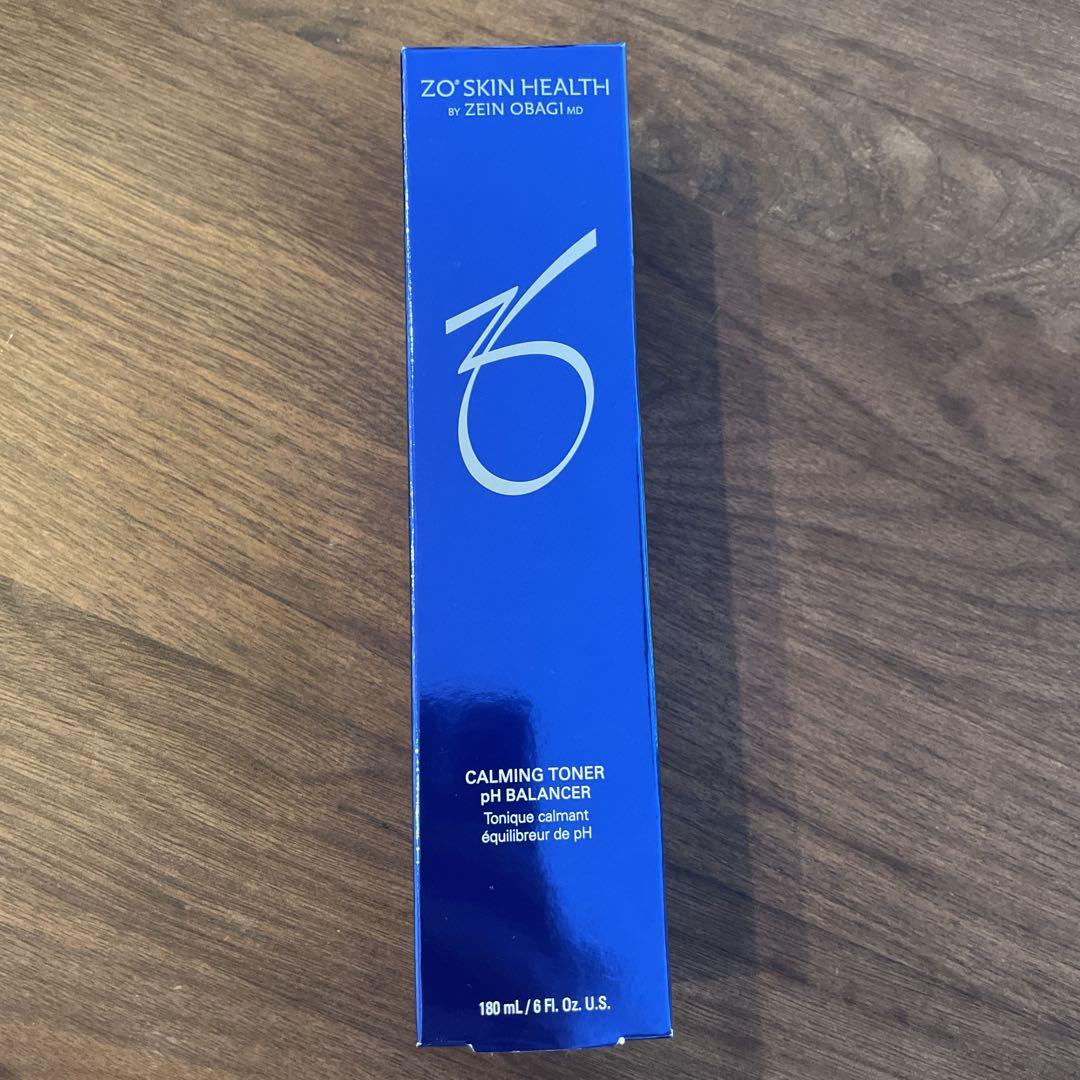 ZO® SKIN HEALTH
BY ZEIN OBAGI MD
CALMING TONER
pH BALANCER
Tonique calmant
équilibreur de pH
180 mL / 6 Fl. Oz. U.S.